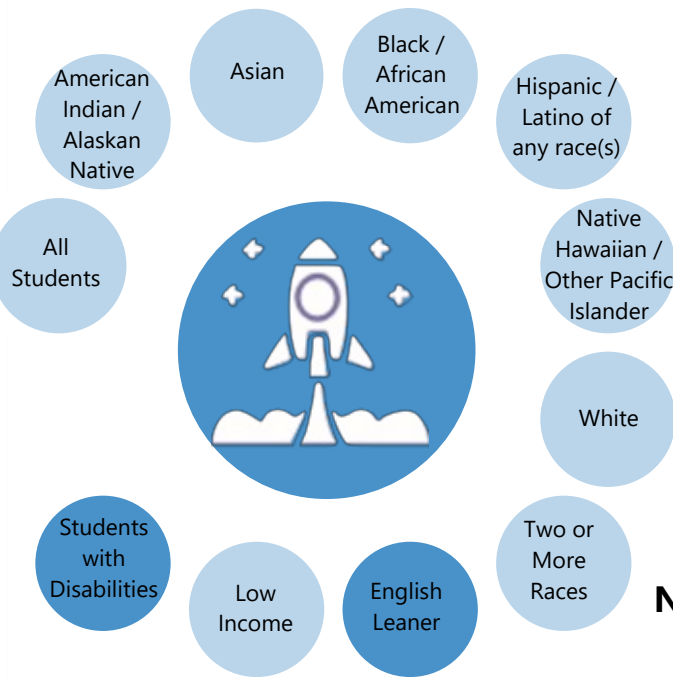 All
Students
American
Indian /
Alaskan
Native
Asian
Black /
African
American
Hispanic /
Latino of
any race(s)
Native
Hawaiian /
Other Pacific
Islander
White
Two or
More
Races
English
Leaner
Low
Income
Students
with
Disabilities
N